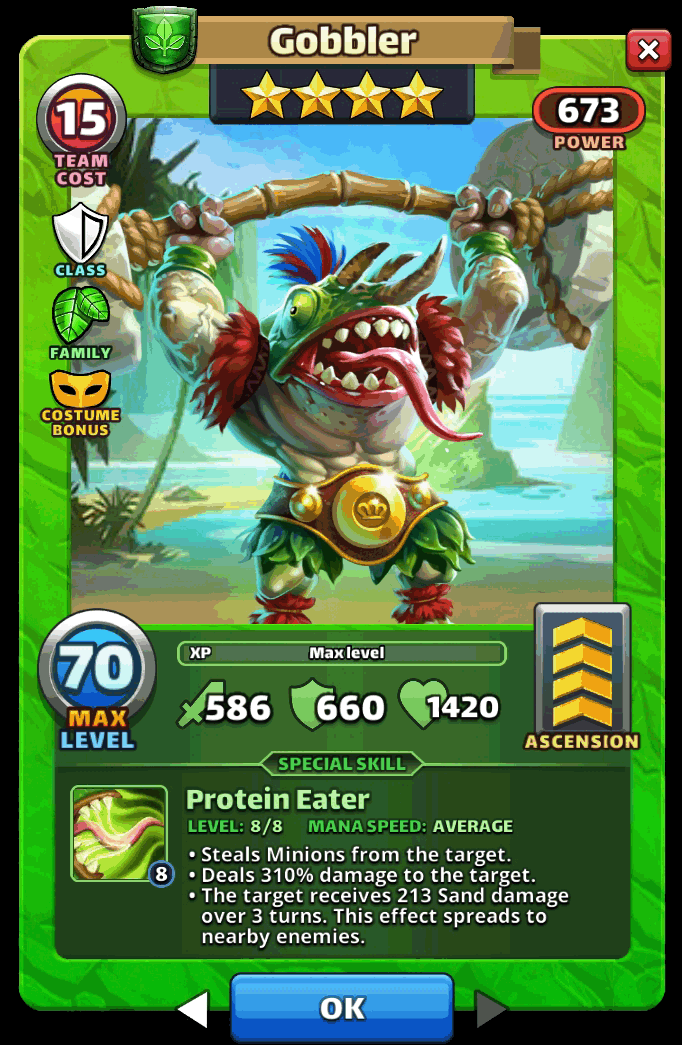 Gobbler
15
TEAM
COST
673
POWER
CLASS
FAMILY
COSTUME
BONUS
70
MAX
LEVEL
XP Max level
586 660 1420
ASCENSION
SPECIAL SKILL
Protein Eater
LEVEL: 8/8 MANA SPEED: AVERAGE
8
• Steals Minions from the target.
• Deals 310% damage to the target.
• The target receives 213 Sand damage
over 3 turns. This effect spreads to
nearby enemies.
OK